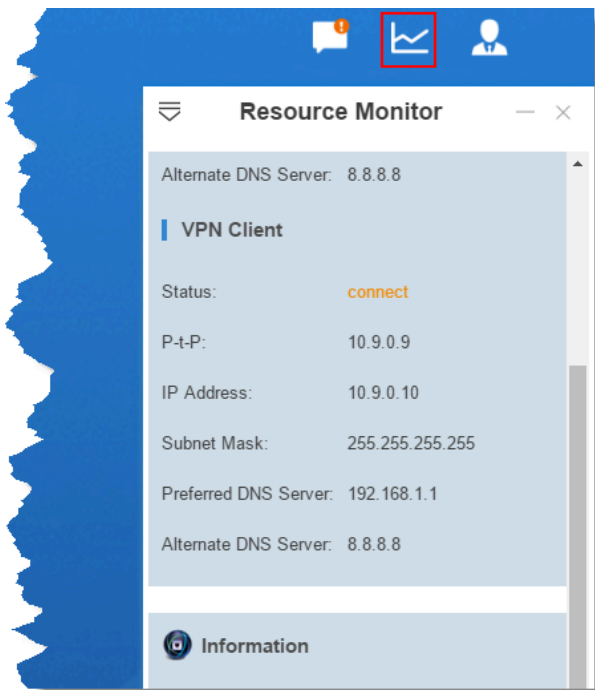 !
Resource Monitor
Alternate DNS Server: 8.8.8.8
VPN Client
Status: connect
P-t-P: 10.9.0.9
IP Address: 10.9.0.10
Subnet Mask: 255.255.255.255
Preferred DNS Server: 192.168.1.1
Alternate DNS Server: 8.8.8.8
Information